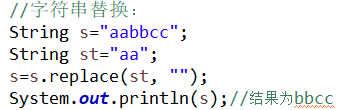 //字符串替换：
String s="aabbcc";
String st="aa";
s=s.replace(st, "");
System.out.println(s);//结果为bbcc